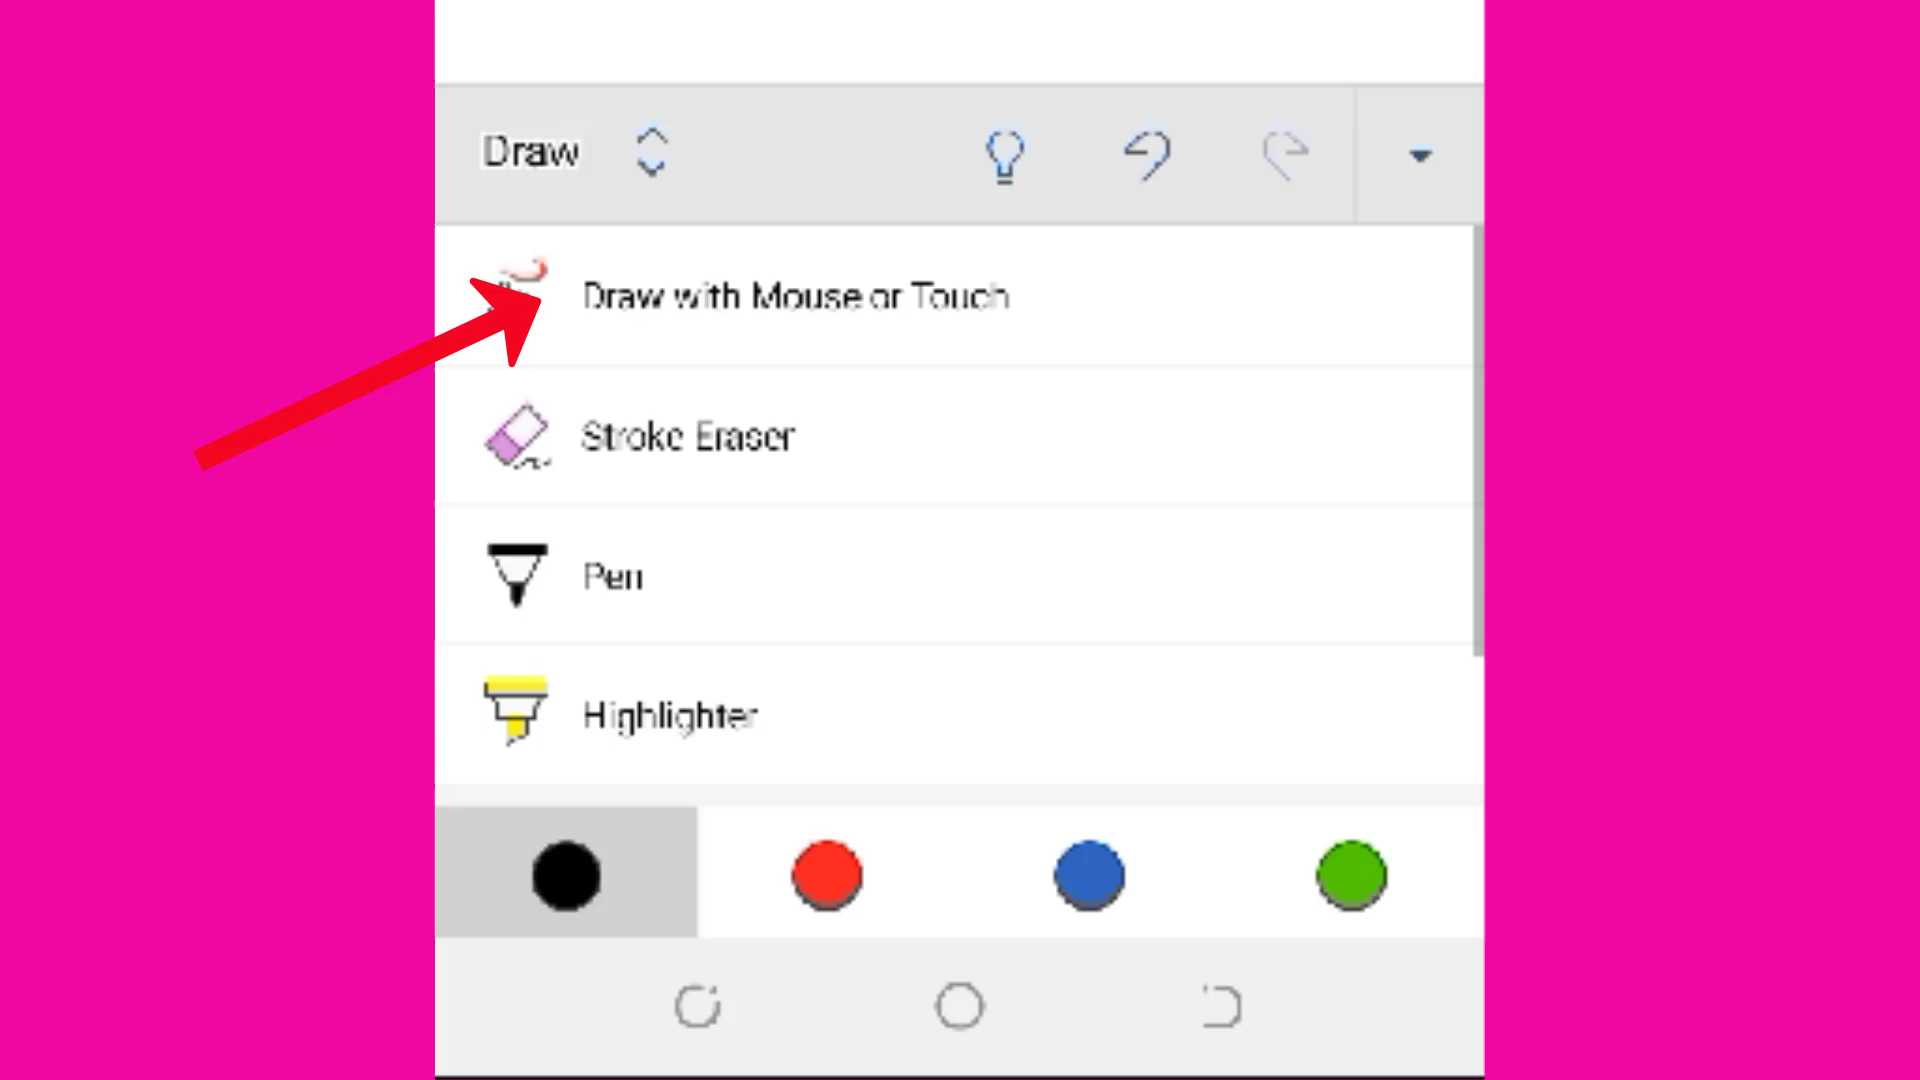 Draw
Draw with Mouse or Touch
Stroke Eraser
Pen
Highlighter